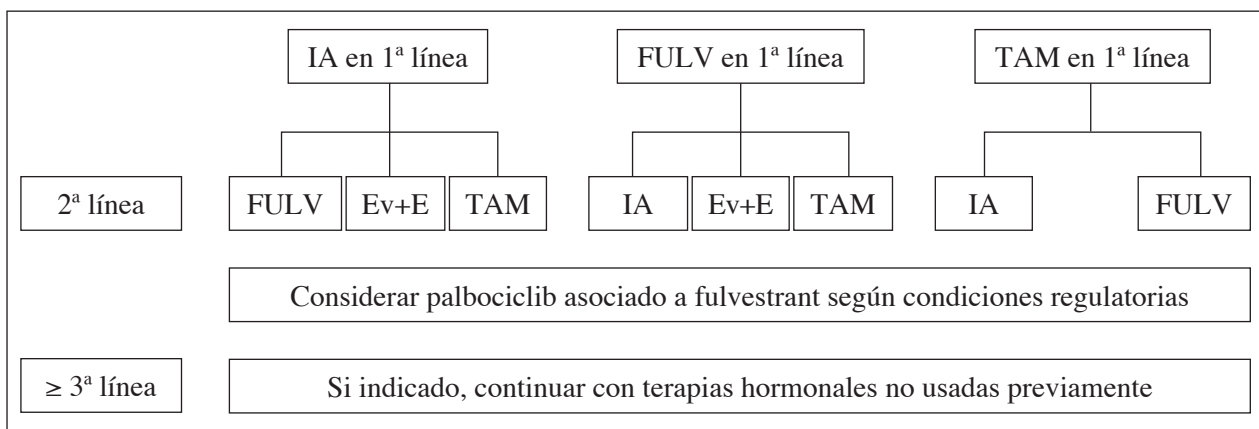 IA en 1ª línea FULV en 1ª línea TAM en 1ª línea
2ª línea FULV Ev+E TAM IA Ev+E TAM IA FULV
Considerar palbociclib asociado a fulvestrant según condiciones regulatorias
≥ 3ª línea Si indicado, continuar con terapias hormonales no usadas previamente